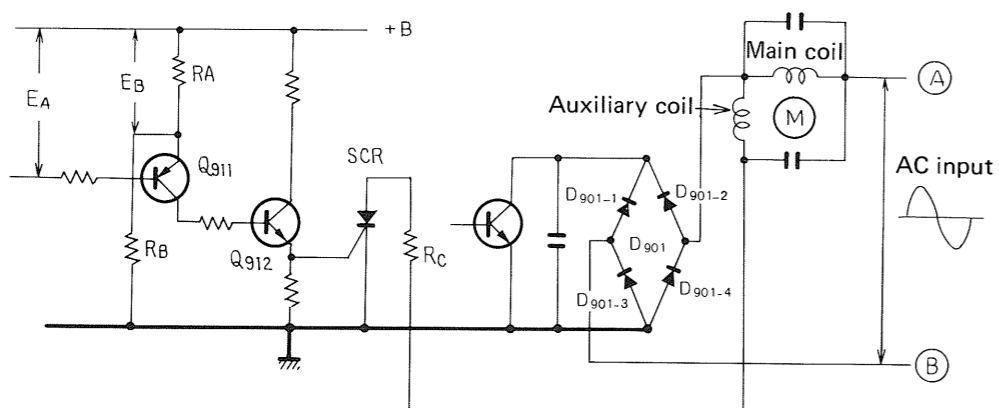 +B
Main coil
EA
EB
RA
A
Auxiliary coil
M
SCR
Q911
AC input
D901-1
D901-2
D901
RB
Q912
RC
D901-3
D901-4
B